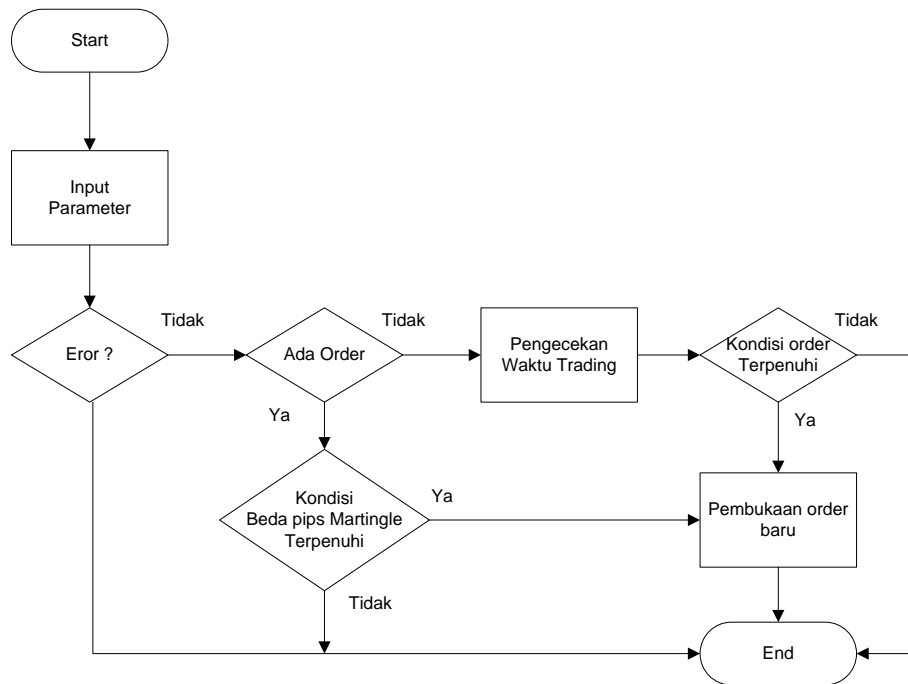 Start
Input
Parameter
Eror ?
Tidak
Ada Order
Tidak
Pengecekan
Waktu Trading
Kondisi order
Terpenuhi
Tidak
Ya
Ya
Kondisi
Beda pips Martingle
Terpenuhi
Ya
Pembukaan order
baru
Tidak
End